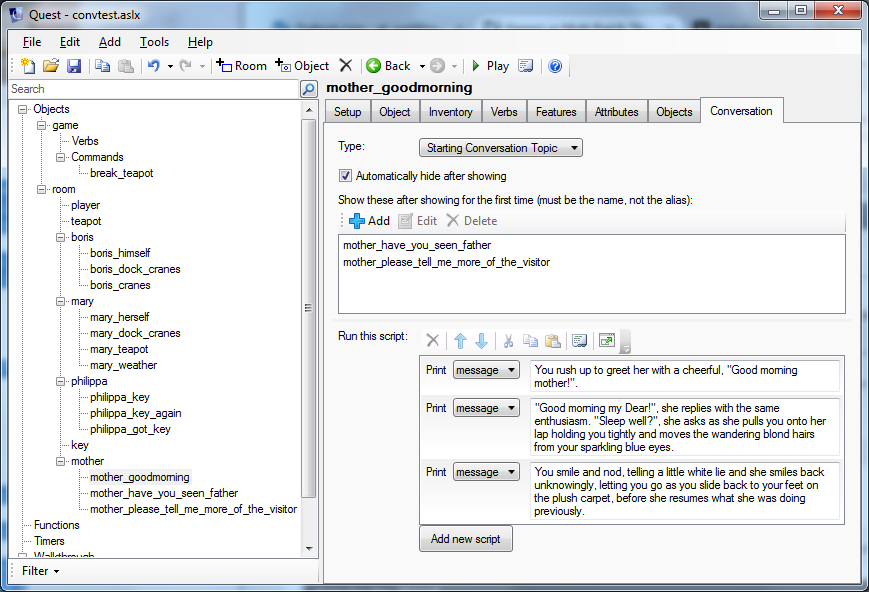 Quest - convtest.aslx
File Edit Add Tools Help
Room Object Back Play
Search
Objects
game
Verbs
Commands
break_teapot
room
player
teapot
boris
boris_himself
boris_dock_cranes
boris_cranes
mary
mary_herself
mary_dock_cranes
mary_teapot
mary_weather
philippa
philippa_key
philippa_key_again
philippa_got_key
key
mother
mother_goodmorning
mother_have_you_seen_father
mother_please_tell_me_more_of_the_visitor
Functions
Timers
Walkthrough
Filter
mother_goodmorning
Setup Object Inventory Verbs Features Attributes Objects Conversation
Type: Starting Conversation Topic
Automatically hide after showing
Show these after showing for the first time (must be the name, not the alias):
Add Edit Delete
mother_have_you_seen_father
mother_please_tell_me_more_of_the_visitor
Run this script:
Print message You rush up to greet her with a cheerful, "Good morning
mother!".
Print message "Good morning my Dear!", she replies with the same
enthusiasm. "Sleep well?", she asks as she pulls you onto her
lap holding you tightly and moves the wandering blond hairs
from your sparkling blue eyes.
Print message You smile and nod, telling a little white lie and she smiles back
unknowingly, letting you go as you slide back to your feet on
the plush carpet, before she resumes what she was doing
previously.
Add new script